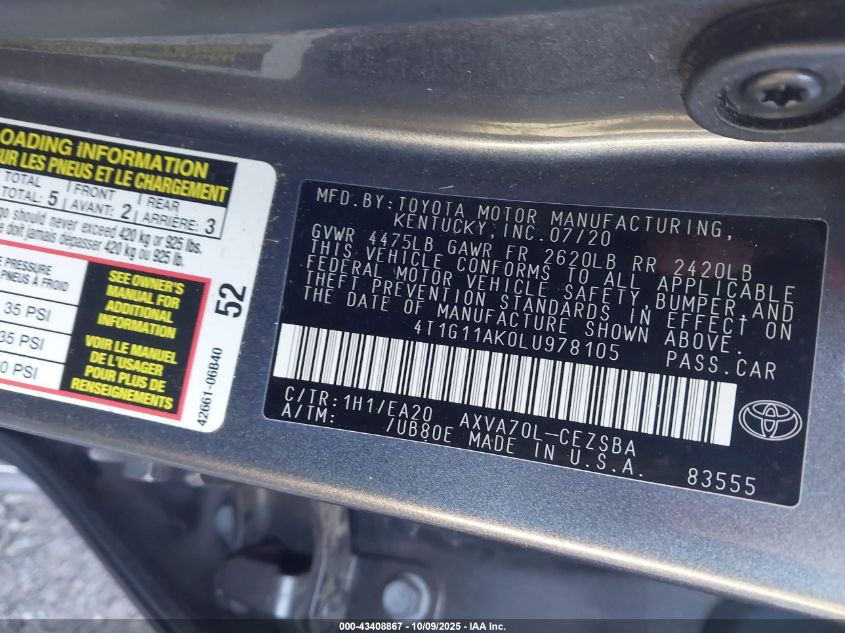 OADING INFORMATION
UR LES PNEUS ET LE CHARGEMENT
TOTAL
TOTAL: 5
FRONT
AVANT: 2
REAR
ARRIÈRE: 3
should never exceed 420 kg or 925 lbs.
doit jamais dépasser 420 kg ou 925 lb.
PRESSURE
PNEUS À FROID
35 PSI
35 PSI
0 PSI
SEE OWNER'S
MANUAL FOR
ADDITIONAL
INFORMATION
VOIR LE MANUEL
DE L'USAGER
POUR PLUS DE
RENSEIGNEMENTS
52
42661-06B40
MFD.BY:TOYOTA MOTOR MANUFACTURING,
KENTUCKY,INC.07/20
GVWR 4475LB GAWR FR 2620LB RR 2420LB
THIS VEHICLE CONFORMS TO ALL APPLICABLE
FEDERAL MOTOR VEHICLE SAFETY,BUMPER,AND
THEFT PREVENTION STANDARDS IN EFFECT ON
THE DATE OF MANUFACTURE SHOWN ABOVE.
4T1G11AK0LU978105 PASS.CAR
C/TR:1H1/EA20 AXVA70L-CEZSBA
A/TM: /UB80E MADE IN U.S.A.
83555
000-43408867 - 10/09/2025 - IAA Inc.